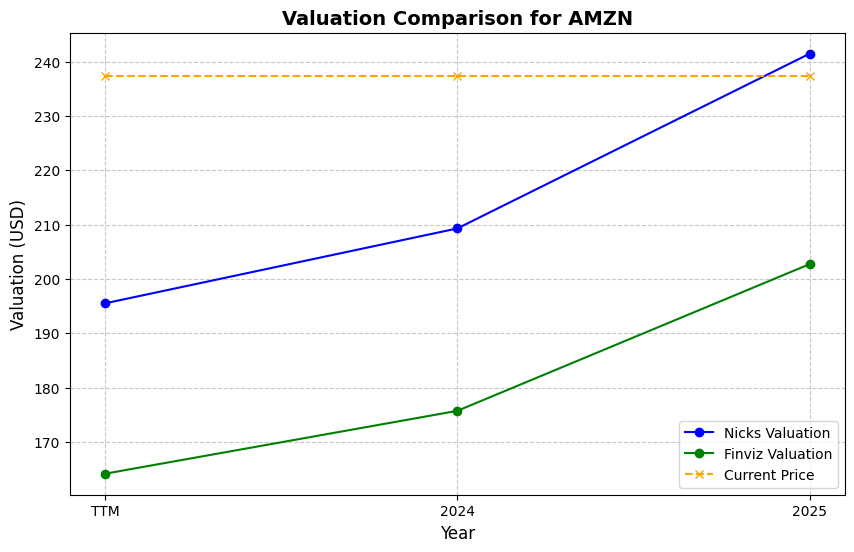 Valuation Comparison for AMZN
Valuation (USD)
240
230
220
210
200
190
180
170
TTM
2024
2025
Year
Nicks Valuation
Finviz Valuation
Current Price